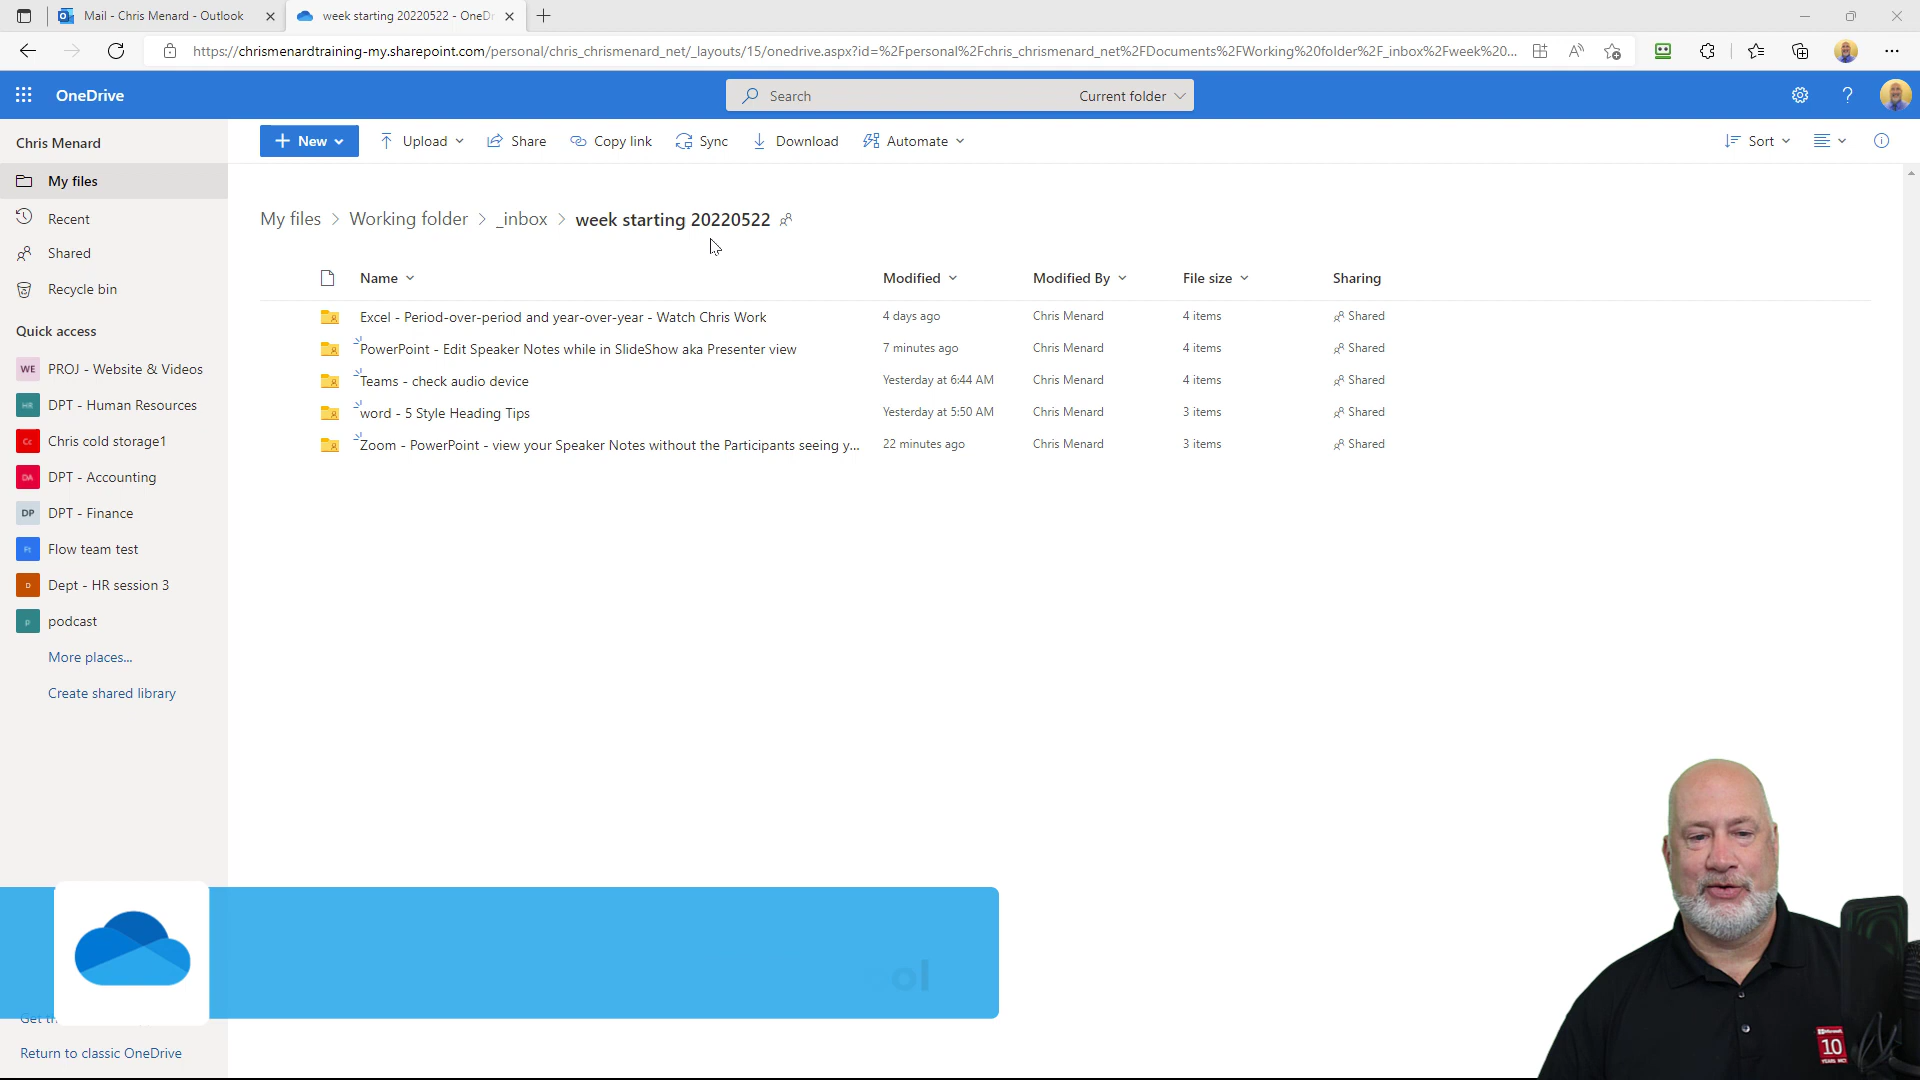 Mail - Chris Menard - Outlook
week starting 20220522 - OneDr
https://chrismenardtraining-my.sharepoint.com/personal/chris_chrismenard_net/_layouts/15/onedrive.aspx?id=%2Fpersonal%2Fchris_chrismenard_net%2FDocuments%2FWorking%20folder%2F_inbox%2Fweek%20...
OneDrive
Search
Current folder
?
Chris Menard
New
Upload
Share
Copy link
Sync
Download
Automate
Sort
My files
Recent
Shared
Recycle bin
Quick access
WE PROJ - Website & Videos
HR DPT - Human Resources
Cc Chris cold storage1
DA DPT - Accounting
DP DPT - Finance
Ft Flow team test
D Dept - HR session 3
p podcast
More places...
Create shared library
Return to classic OneDrive
My files > Working folder > _inbox > week starting 20220522
Name Modified Modified By File size Sharing
Excel - Period-over-period and year-over-year - Watch Chris Work 4 days ago Chris Menard 4 items Shared
PowerPoint - Edit Speaker Notes while in SlideShow aka Presenter view 7 minutes ago Chris Menard 4 items Shared
Teams - check audio device Yesterday at 6:44 AM Chris Menard 4 items Shared
word - 5 Style Heading Tips Yesterday at 5:50 AM Chris Menard 3 items Shared
Zoom - PowerPoint - view your Speaker Notes without the Participants seeing y... 22 minutes ago Chris Menard 3 items Shared
ol
Microsoft
10
YEARS MCT